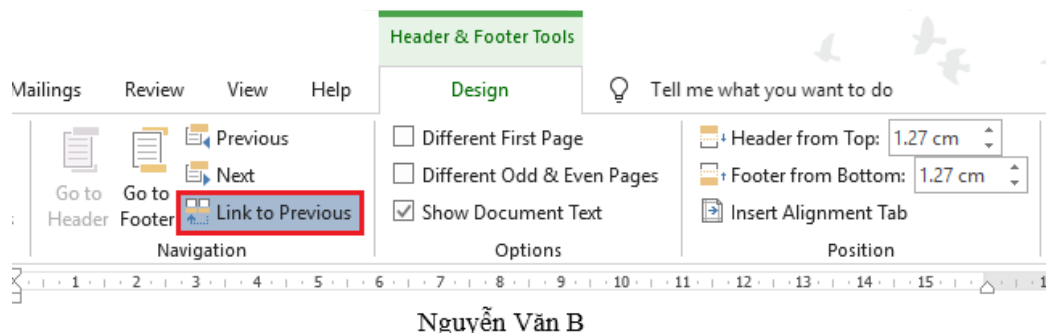 Header & Footer Tools
Mailings Review View Help Design Tell me what you want to do
Previous Different First Page Header from Top: 1.27 cm
Next Different Odd & Even Pages Footer from Bottom: 1.27 cm
Go to Header Go to Footer Link to Previous Show Document Text Insert Alignment Tab
Navigation Options Position
1 2 3 4 5 6 7 8 9 10 11 12 13 14 15 1
Nguyễn Văn B